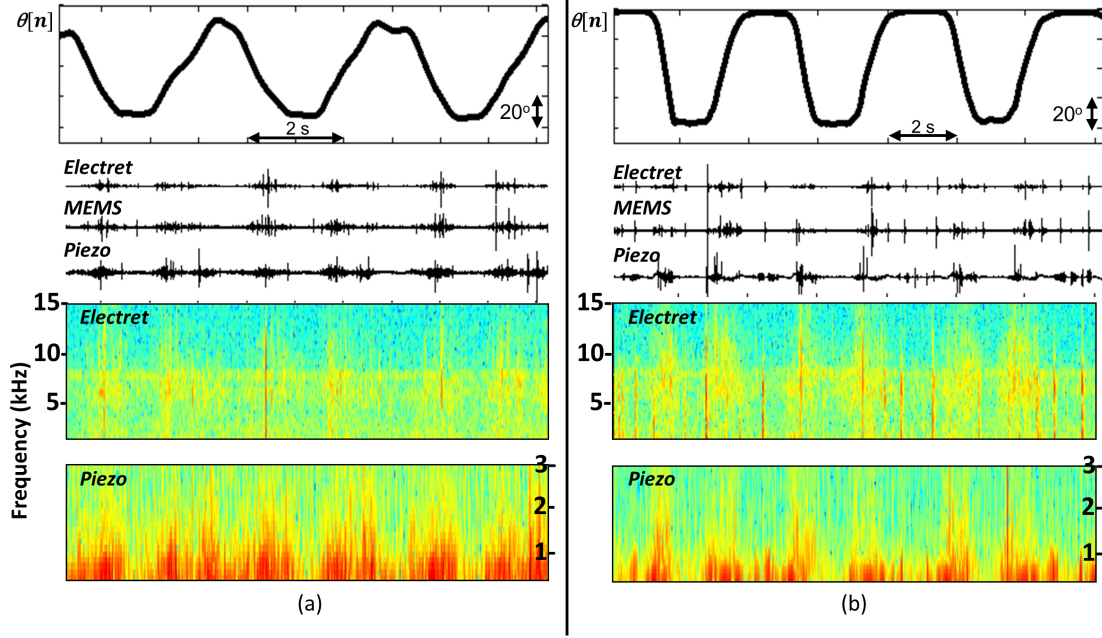 θ[n]
20°
2 s
Electret
MEMS
Piezo
15
Electret
10
5
Frequency (kHz)
Piezo
3
2
1
(a)
θ[n]
20°
2 s
Electret
MEMS
Piezo
15
Electret
10
5
Piezo
3
2
1
(b)